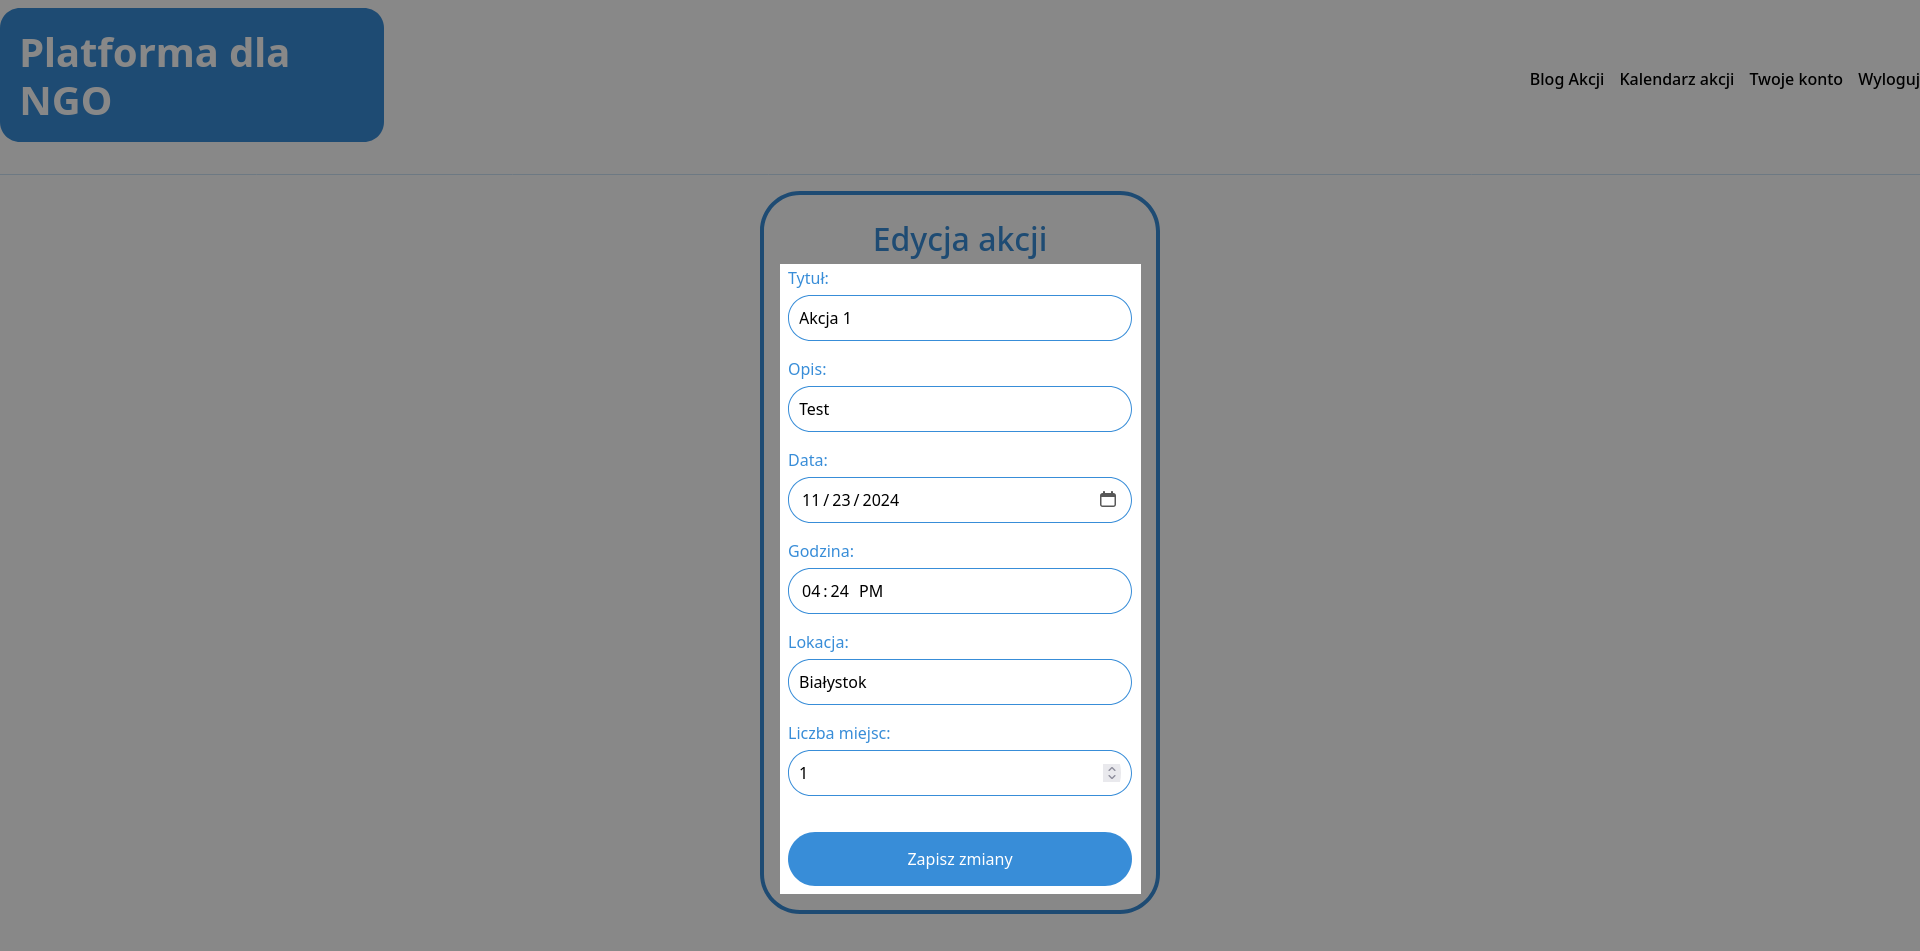 Platforma dla
NGO
Blog Akcji Kalendarz akcji Twoje konto Wyloguj
Edycja akcji
Tytuł:
Akcja 1
Opis:
Test
Data:
11/23/2024
Godzina:
04:24 PM
Lokacja:
Białystok
Liczba miejsc:
1
Zapisz zmiany